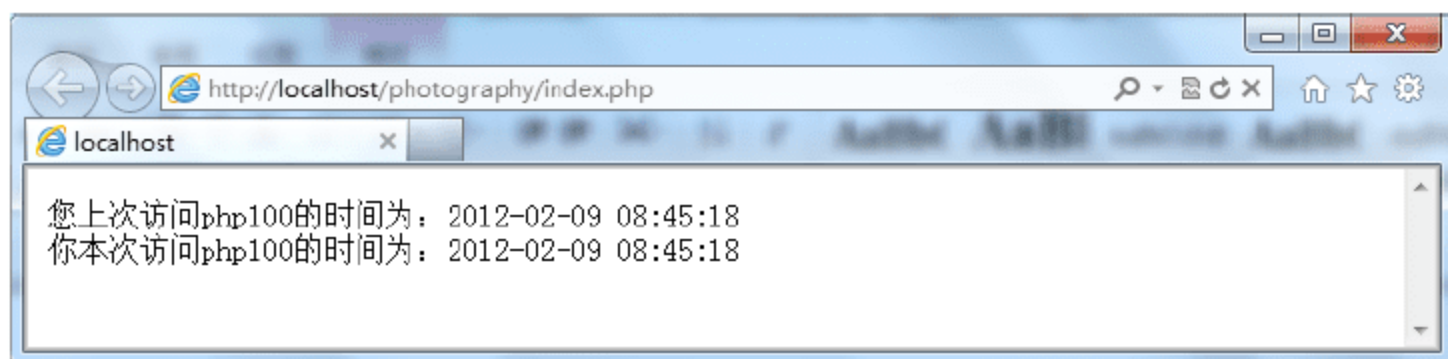 http://localhost/photography/index.php
localhost
您上次访问php100的时间为：2012-02-09 08:45:18
你本次访问php100的时间为：2012-02-09 08:45:18